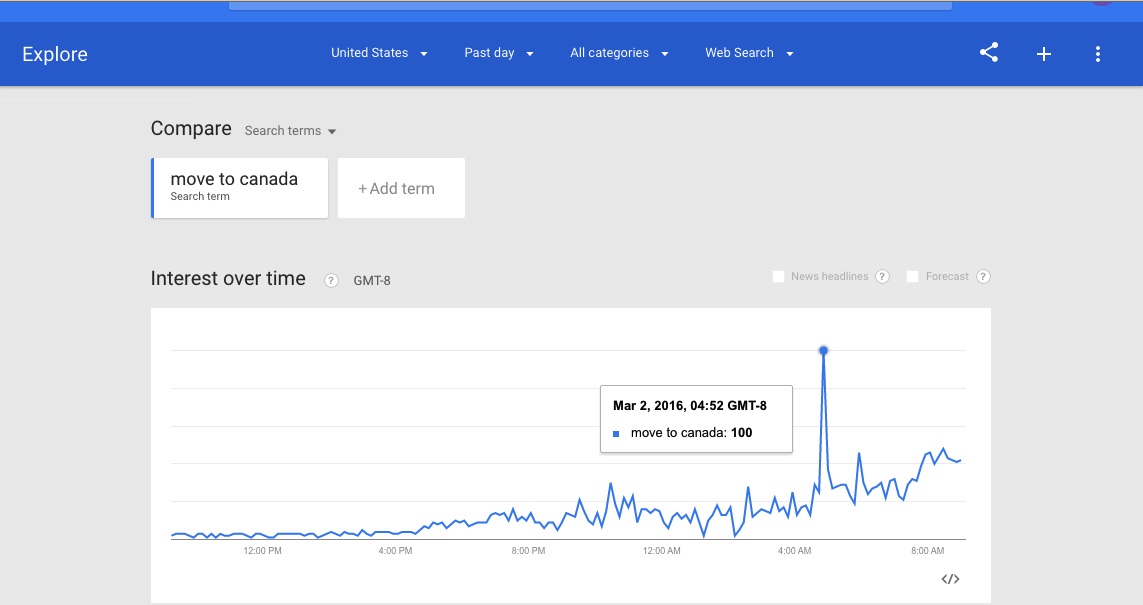 Explore United States Past day All categories Web Search
Compare Search terms
move to canada
Search term
+ Add term
Interest over time ? GMT-8 News headlines ? Forecast ?
Mar 2, 2016, 04:52 GMT-8
move to canada: 100
12:00 PM 4:00 PM 8:00 PM 12:00 AM 4:00 AM 8:00 AM
</>